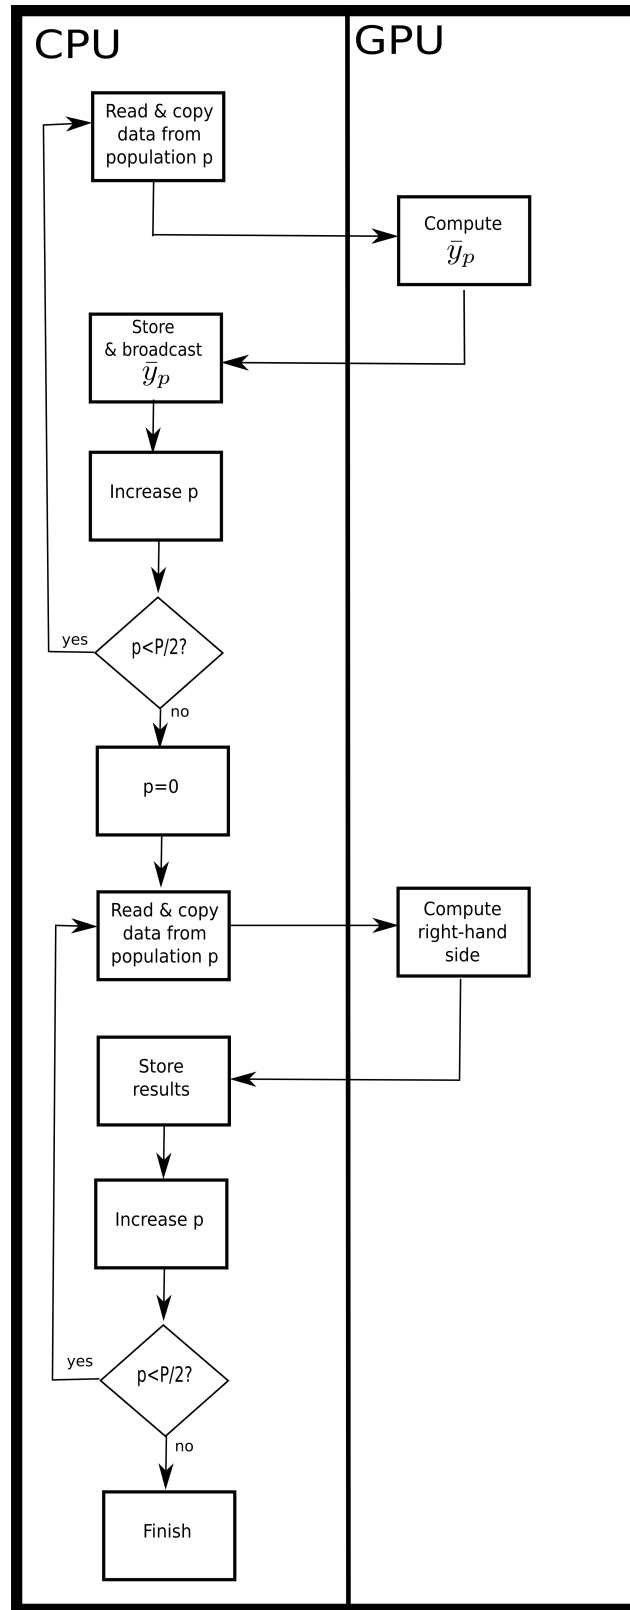 CPU
GPU
Read & copy
data from
population p
Compute
ȳₚ
Store
& broadcast
ȳₚ
Increase p
p<P/2?
yes
no
p=0
Read & copy
data from
population p
Compute
right-hand
side
Store
results
Increase p
p<P/2?
yes
no
Finish